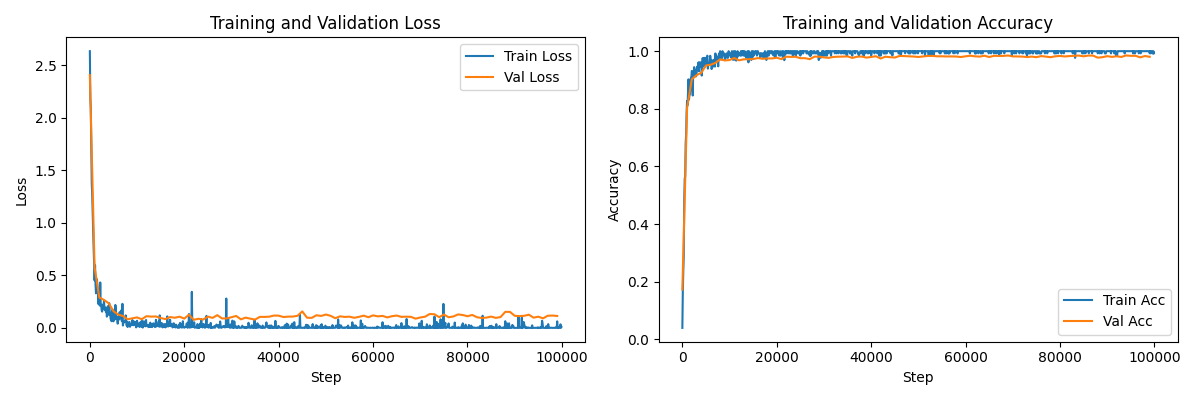 Training and Validation Loss
Train Loss
Val Loss
2.5
2.0
1.5
1.0
0.5
0.0
Loss
0
20000
40000
60000
80000
100000
Step
Training and Validation Accuracy
1.0
0.8
0.6
0.4
0.2
0.0
Accuracy
Train Acc
Val Acc
0
20000
40000
60000
80000
100000
Step